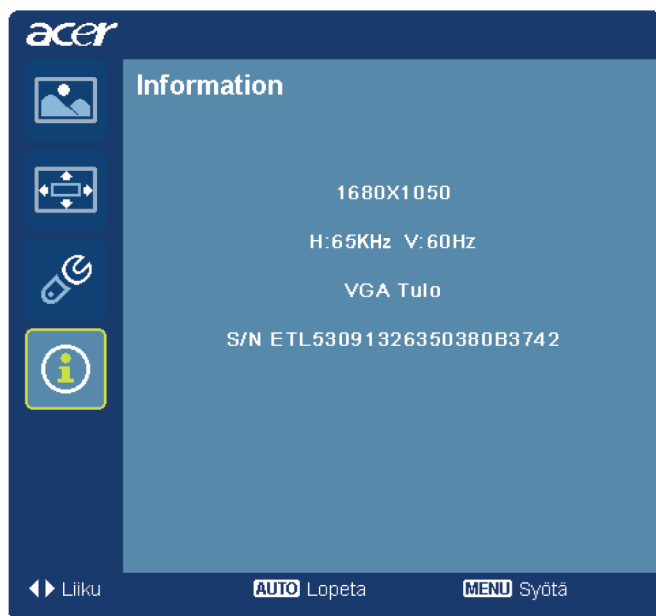 acer
Information
1680X1050
H:65KHz V:60Hz
VGA Tulo
S/N ETL53091326350380B3742
Liiku AUTO Lopeta MENU Syötä